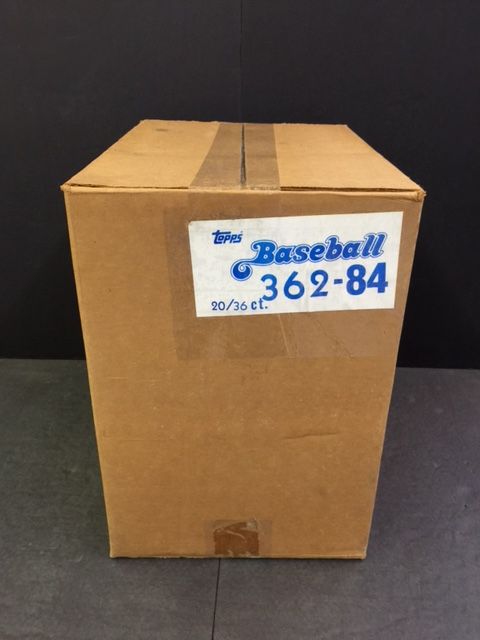 Topps
Baseball
362-84
20/36 ct.